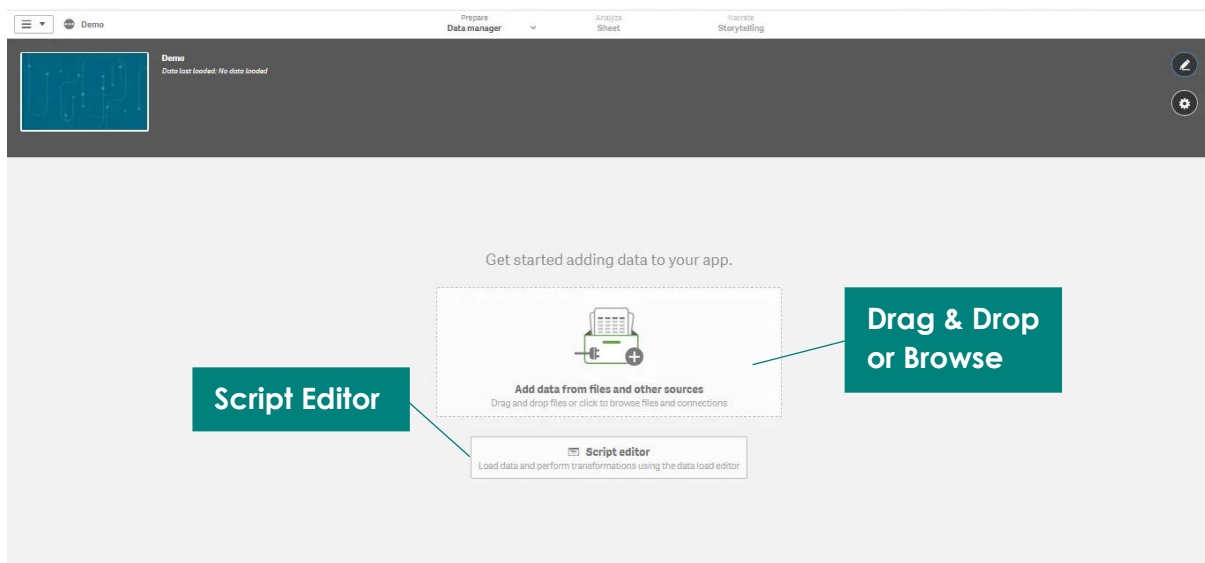 Demo
Prepare
Data manager
Analyze
Sheet
Narrate
Storytelling
Demo
Data last loaded: No data loaded
Get started adding data to your app.
Drag & Drop
or Browse
Add data from files and other sources
Drag and drop files or click to browse files and connections
Script Editor
Script editor
Load data and perform transformations using the data load editor